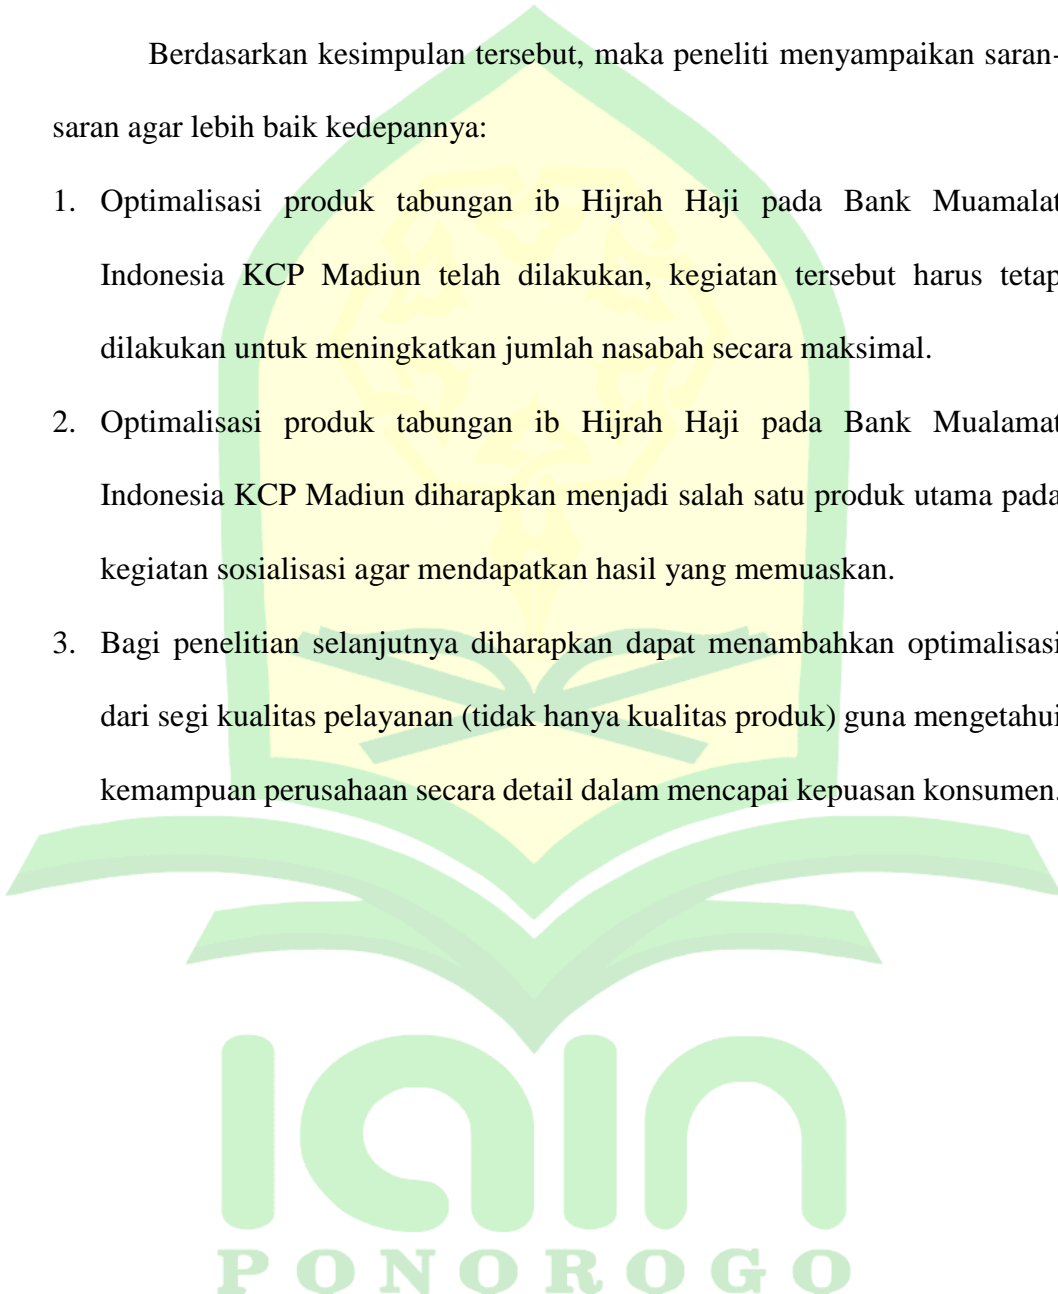 Berdasarkan kesimpulan tersebut, maka peneliti menyampaikan saran-
saran agar lebih baik kedepannya:
1. Optimalisasi produk tabungan ib Hijrah Haji pada Bank Muamalat
Indonesia KCP Madiun telah dilakukan, kegiatan tersebut harus tetap
dilakukan untuk meningkatkan jumlah nasabah secara maksimal.
2. Optimalisasi produk tabungan ib Hijrah Haji pada Bank Mualamat
Indonesia KCP Madiun diharapkan menjadi salah satu produk utama pada
kegiatan sosialisasi agar mendapatkan hasil yang memuaskan.
3. Bagi penelitian selanjutnya diharapkan dapat menambahkan optimalisasi
dari segi kualitas pelayanan (tidak hanya kualitas produk) guna mengetahui
kemampuan perusahaan secara detail dalam mencapai kepuasan konsumen.
iain
PONOROGO